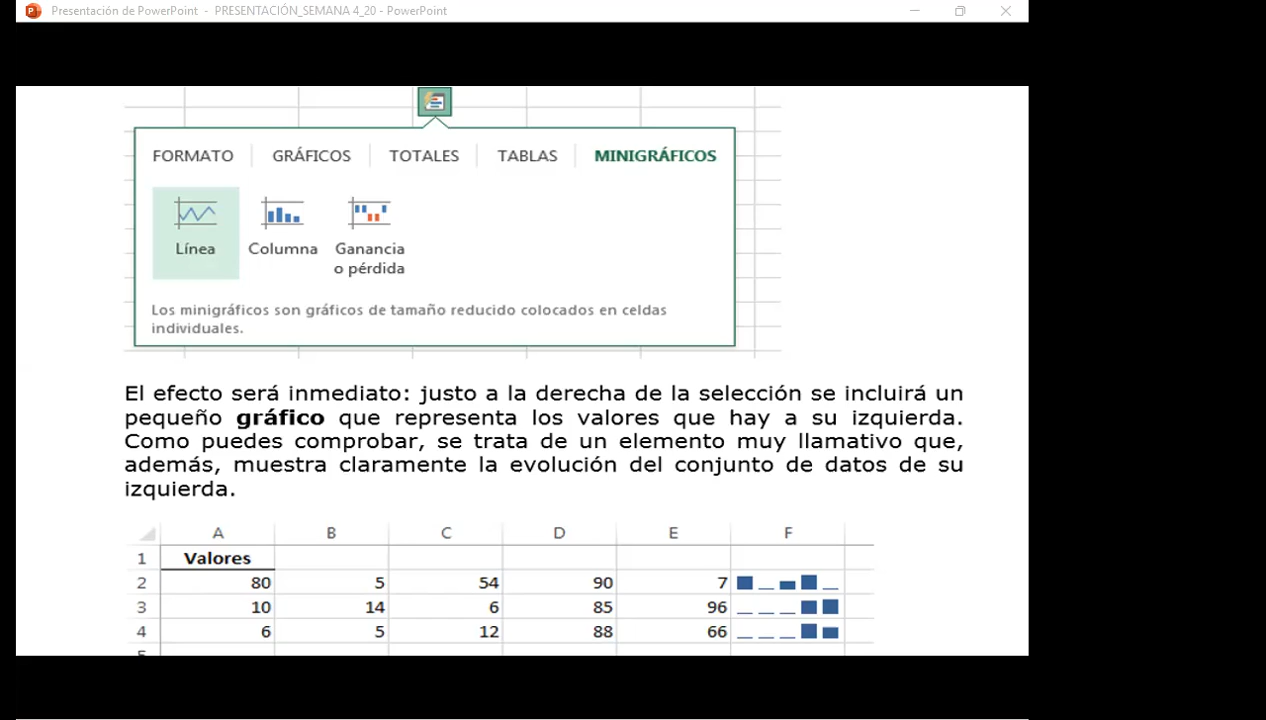 Presentación de PowerPoint - PRESENTACIÓN_SEMANA 4_20 - PowerPoint
FORMATO GRÁFICOS TOTALES TABLAS MINIGRÁFICOS
Línea Columna Ganancia
o pérdida
Los minigráficos son gráficos de tamaño reducido colocados en celdas
individuales.
El efecto será inmediato: justo a la derecha de la selección se incluirá un
pequeño gráfico que representa los valores que hay a su izquierda.
Como puedes comprobar, se trata de un elemento muy llamativo que,
además, muestra claramente la evolución del conjunto de datos de su
izquierda.
A B C D E F
1 Valores
2 80 5 54 90 7
3 10 14 6 85 96
4 6 5 12 88 66